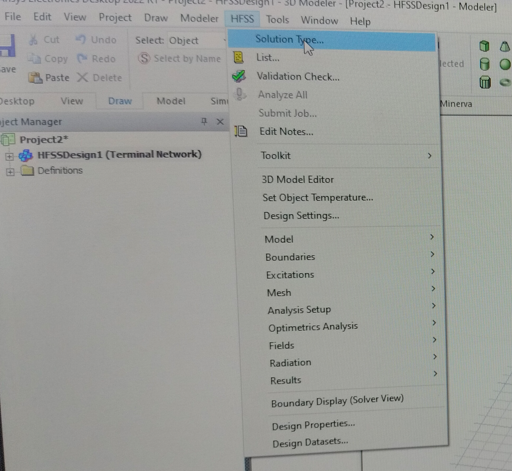 Electronics Desktop 2022 R1 - Project2 - HFSSDesign1 - 3D Modeler - [Project2 - HFSSDesign1 - Modeler]
File Edit View Project Draw Modeler HFSS Tools Window Help
Cut Undo Select: Object
Copy Redo Select by Name
ave Paste Delete
lected
esktop View Draw Model Sim
Minerva
ject Manager
Project2*
HFSSDesign1 (Terminal Network)
Definitions
Solution Type...
List...
Validation Check...
Analyze All
Submit Job...
Edit Notes...
Toolkit
3D Model Editor
Set Object Temperature...
Design Settings...
Model
Boundaries
Excitations
Mesh
Analysis Setup
Optimetrics Analysis
Fields
Radiation
Results
Boundary Display (Solver View)
Design Properties...
Design Datasets...